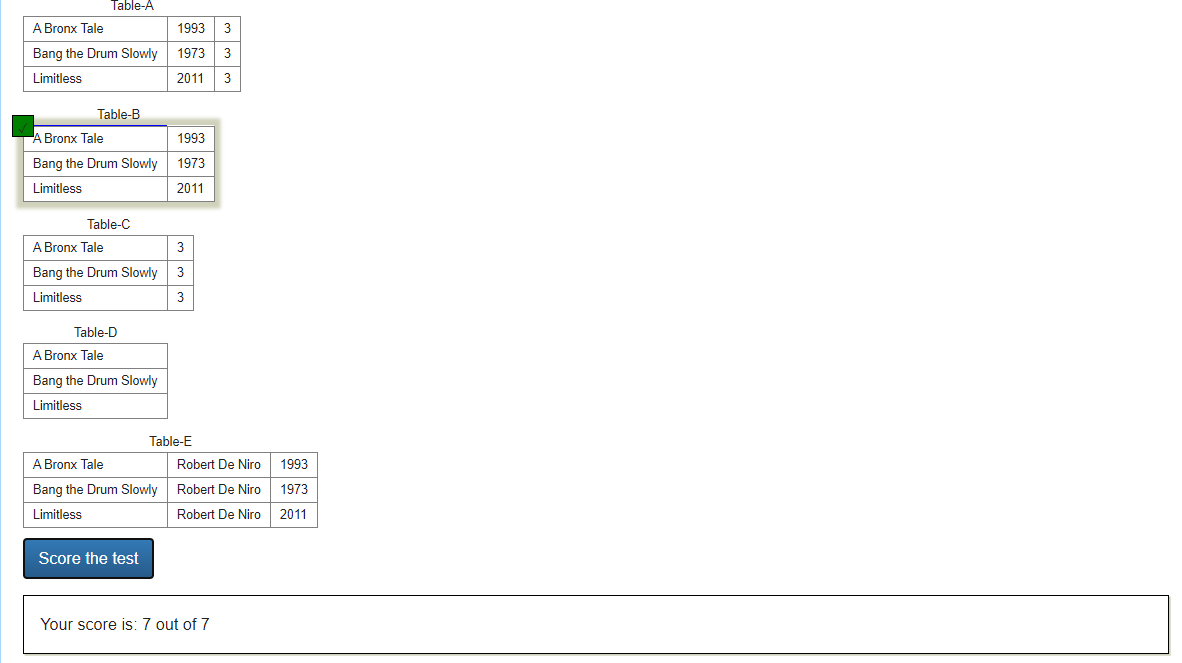 Table-A
A Bronx Tale 1993 3
Bang the Drum Slowly 1973 3
Limitless 2011 3
Table-B
✓
A Bronx Tale 1993
Bang the Drum Slowly 1973
Limitless 2011
Table-C
A Bronx Tale 3
Bang the Drum Slowly 3
Limitless 3
Table-D
A Bronx Tale
Bang the Drum Slowly
Limitless
Table-E
A Bronx Tale Robert De Niro 1993
Bang the Drum Slowly Robert De Niro 1973
Limitless Robert De Niro 2011
Score the test
Your score is: 7 out of 7